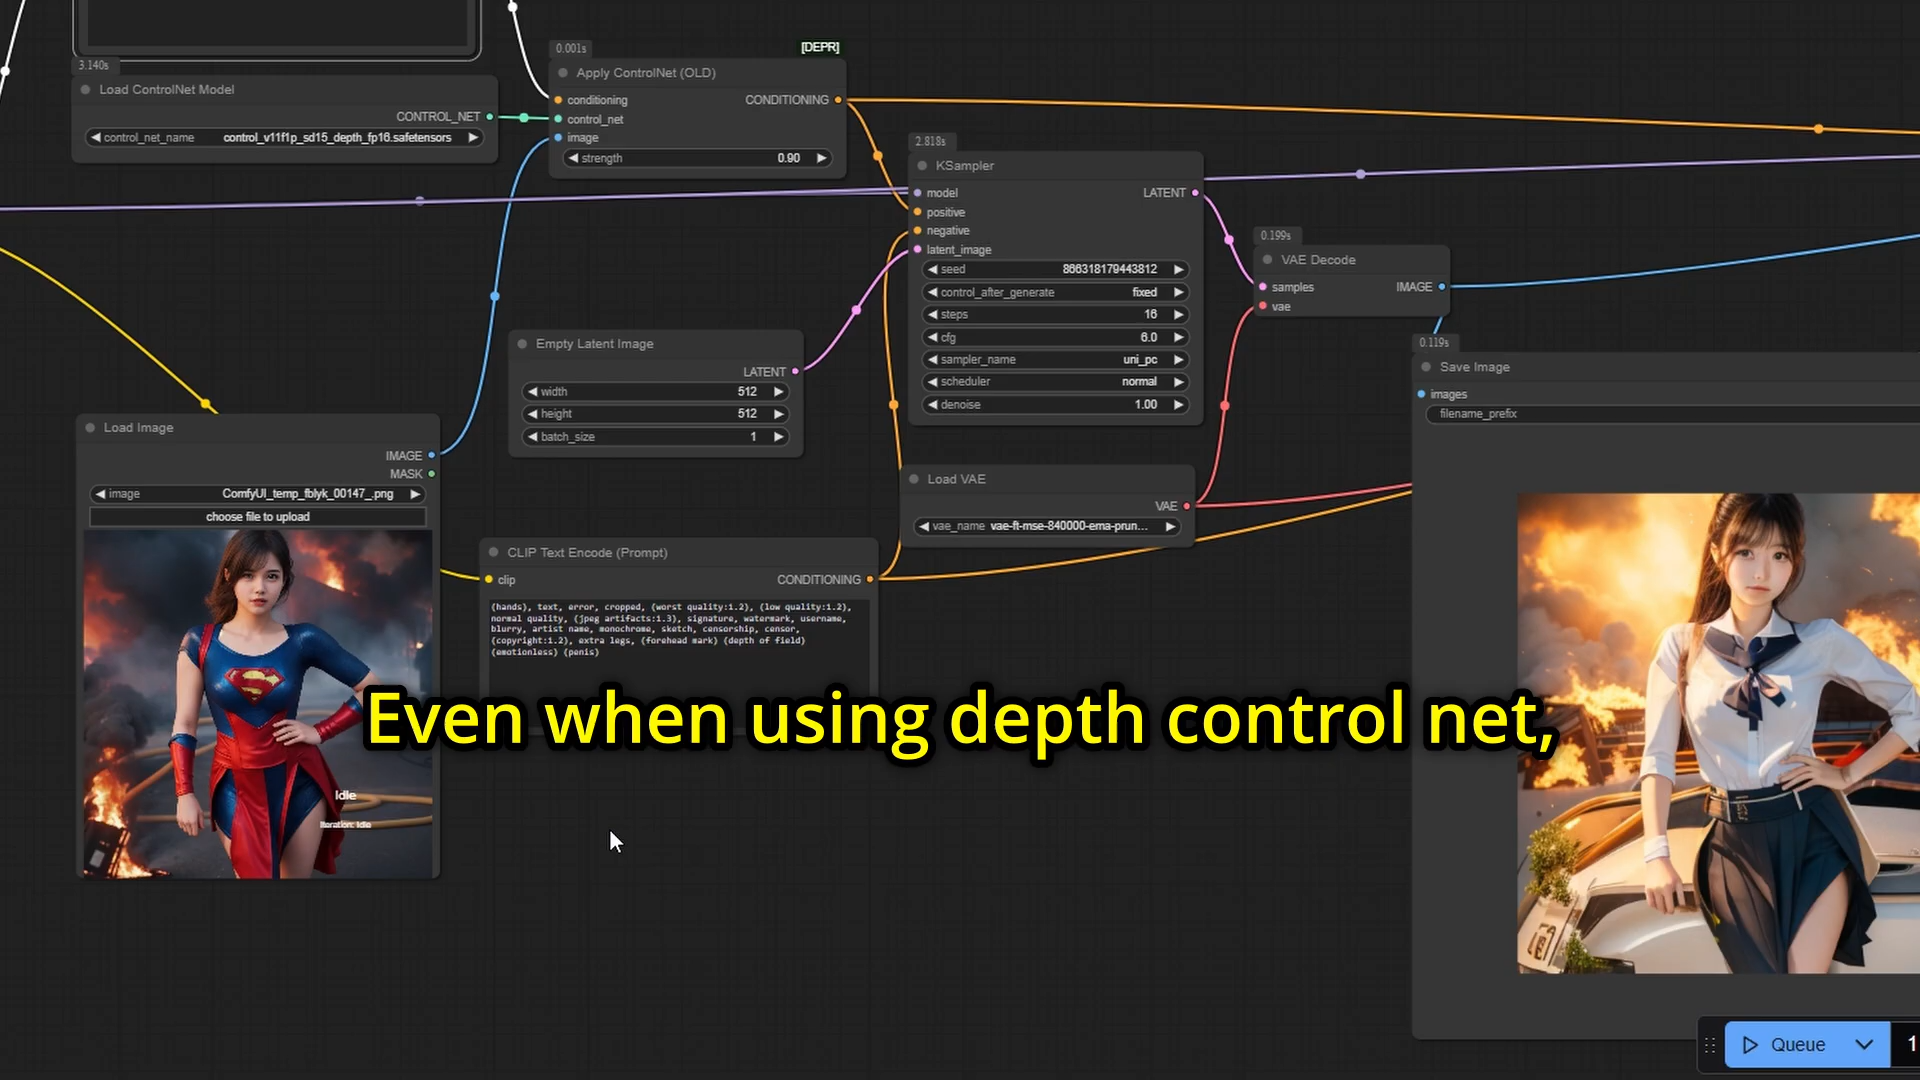 0.001s
[DEPR]
3.140s
Load ControlNet Model
CONTROL_NET
control_net_name control_v11f1p_sd15_depth_fp16.safetensors
Apply ControlNet (OLD)
conditioning CONDITIONING
control_net
image
strength 0.90
2.818s
KSampler
model LATENT
positive
negative
latent_image
seed 866318179443812
control_after_generate fixed
steps 16
cfg 6.0
sampler_name uni_pc
scheduler normal
denoise 1.00
0.199s
VAE Decode
samples IMAGE
vae
0.119s
Save Image
images
filename_prefix
Empty Latent Image
LATENT
width 512
height 512
batch_size 1
Load Image
IMAGE
MASK
image ComfyUI_temp_fblyk_00147_.png
choose file to upload
Idle
Iteration: Idle
Load VAE
VAE
vae_name vae-ft-mse-840000-ema-prun...
CLIP Text Encode (Prompt)
clip CONDITIONING
(hands), text, error, cropped, (worst quality:1.2), (low quality:1.2),
normal quality, (jpeg artifacts:1.3), signature, watermark, username,
blurry, artist name, monochrome, sketch, censorship, censor,
(copyright:1.2), extra legs, (forehead mark) (depth of field)
(emotionless) (penis)
Even when using depth control net,
Queue
1